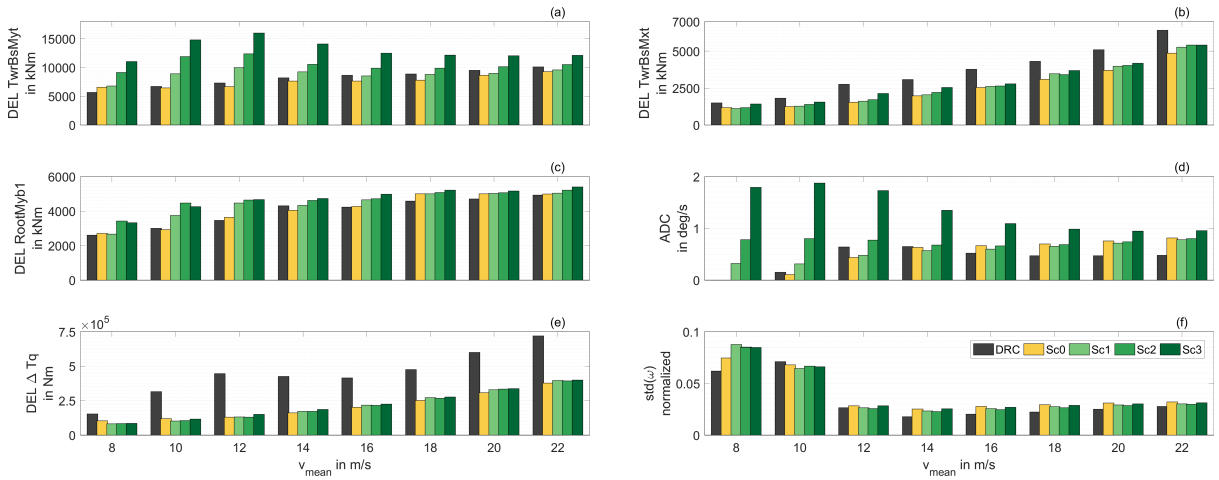 (a)
DEL TwrBsMyt
in kNm
15000
10000
5000
0
(b)
DEL TwrBsMxt
in kNm
7000
5000
2500
0
(c)
DEL RootMyb1
in kNm
6000
4000
2000
0
(d)
ADC
in deg/s
2
1
0
(e)
×10⁵
DEL Δ Tq
in Nm
7.5
5
2.5
0
8 10 12 14 16 18 20 22
v_mean in m/s
(f)
std(ω)
normalized
0.1
0.05
0
DRC Sc0 Sc1 Sc2 Sc3
8 10 12 14 16 18 20 22
v_mean in m/s